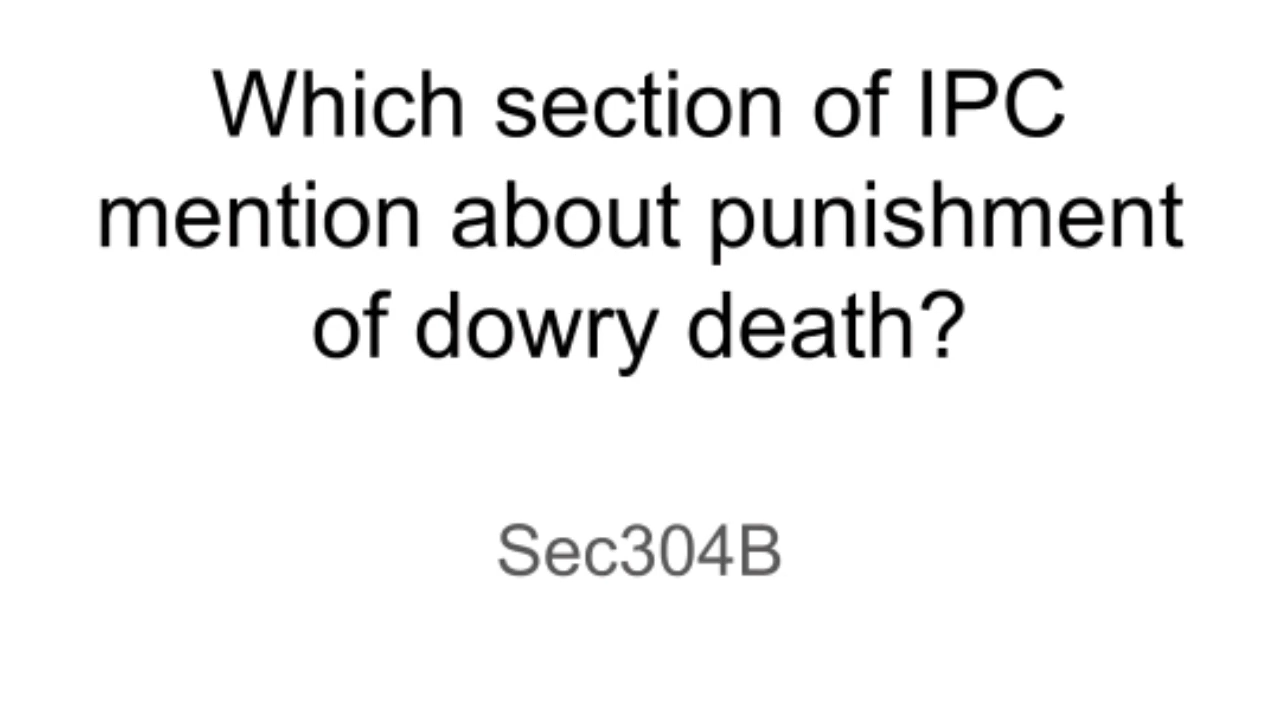 Which section of IPC
mention about punishment
of dowry death?
Sec304B